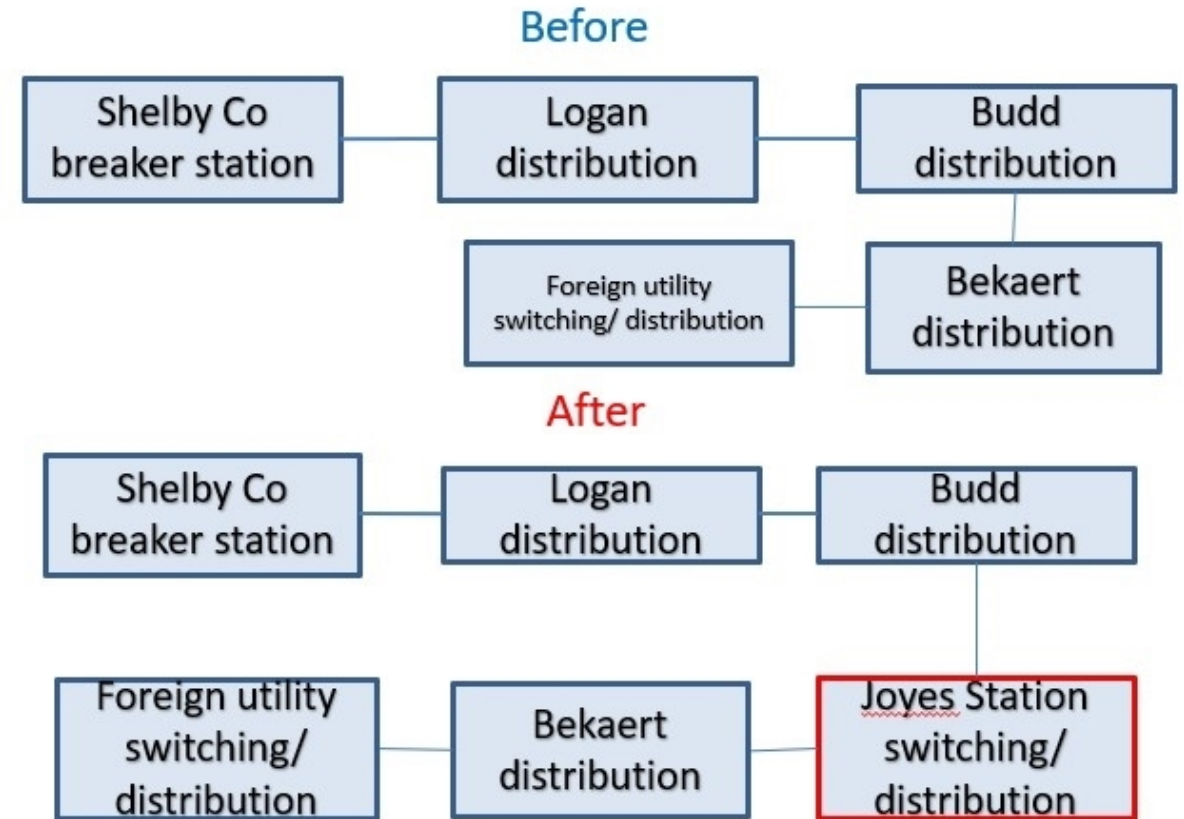 Before
Shelby Co
breaker station
Logan
distribution
Budd
distribution
Foreign utility
switching/ distribution
Bekaert
distribution
After
Shelby Co
breaker station
Logan
distribution
Budd
distribution
Foreign utility
switching/
distribution
Bekaert
distribution
Joyes Station
switching/
distribution